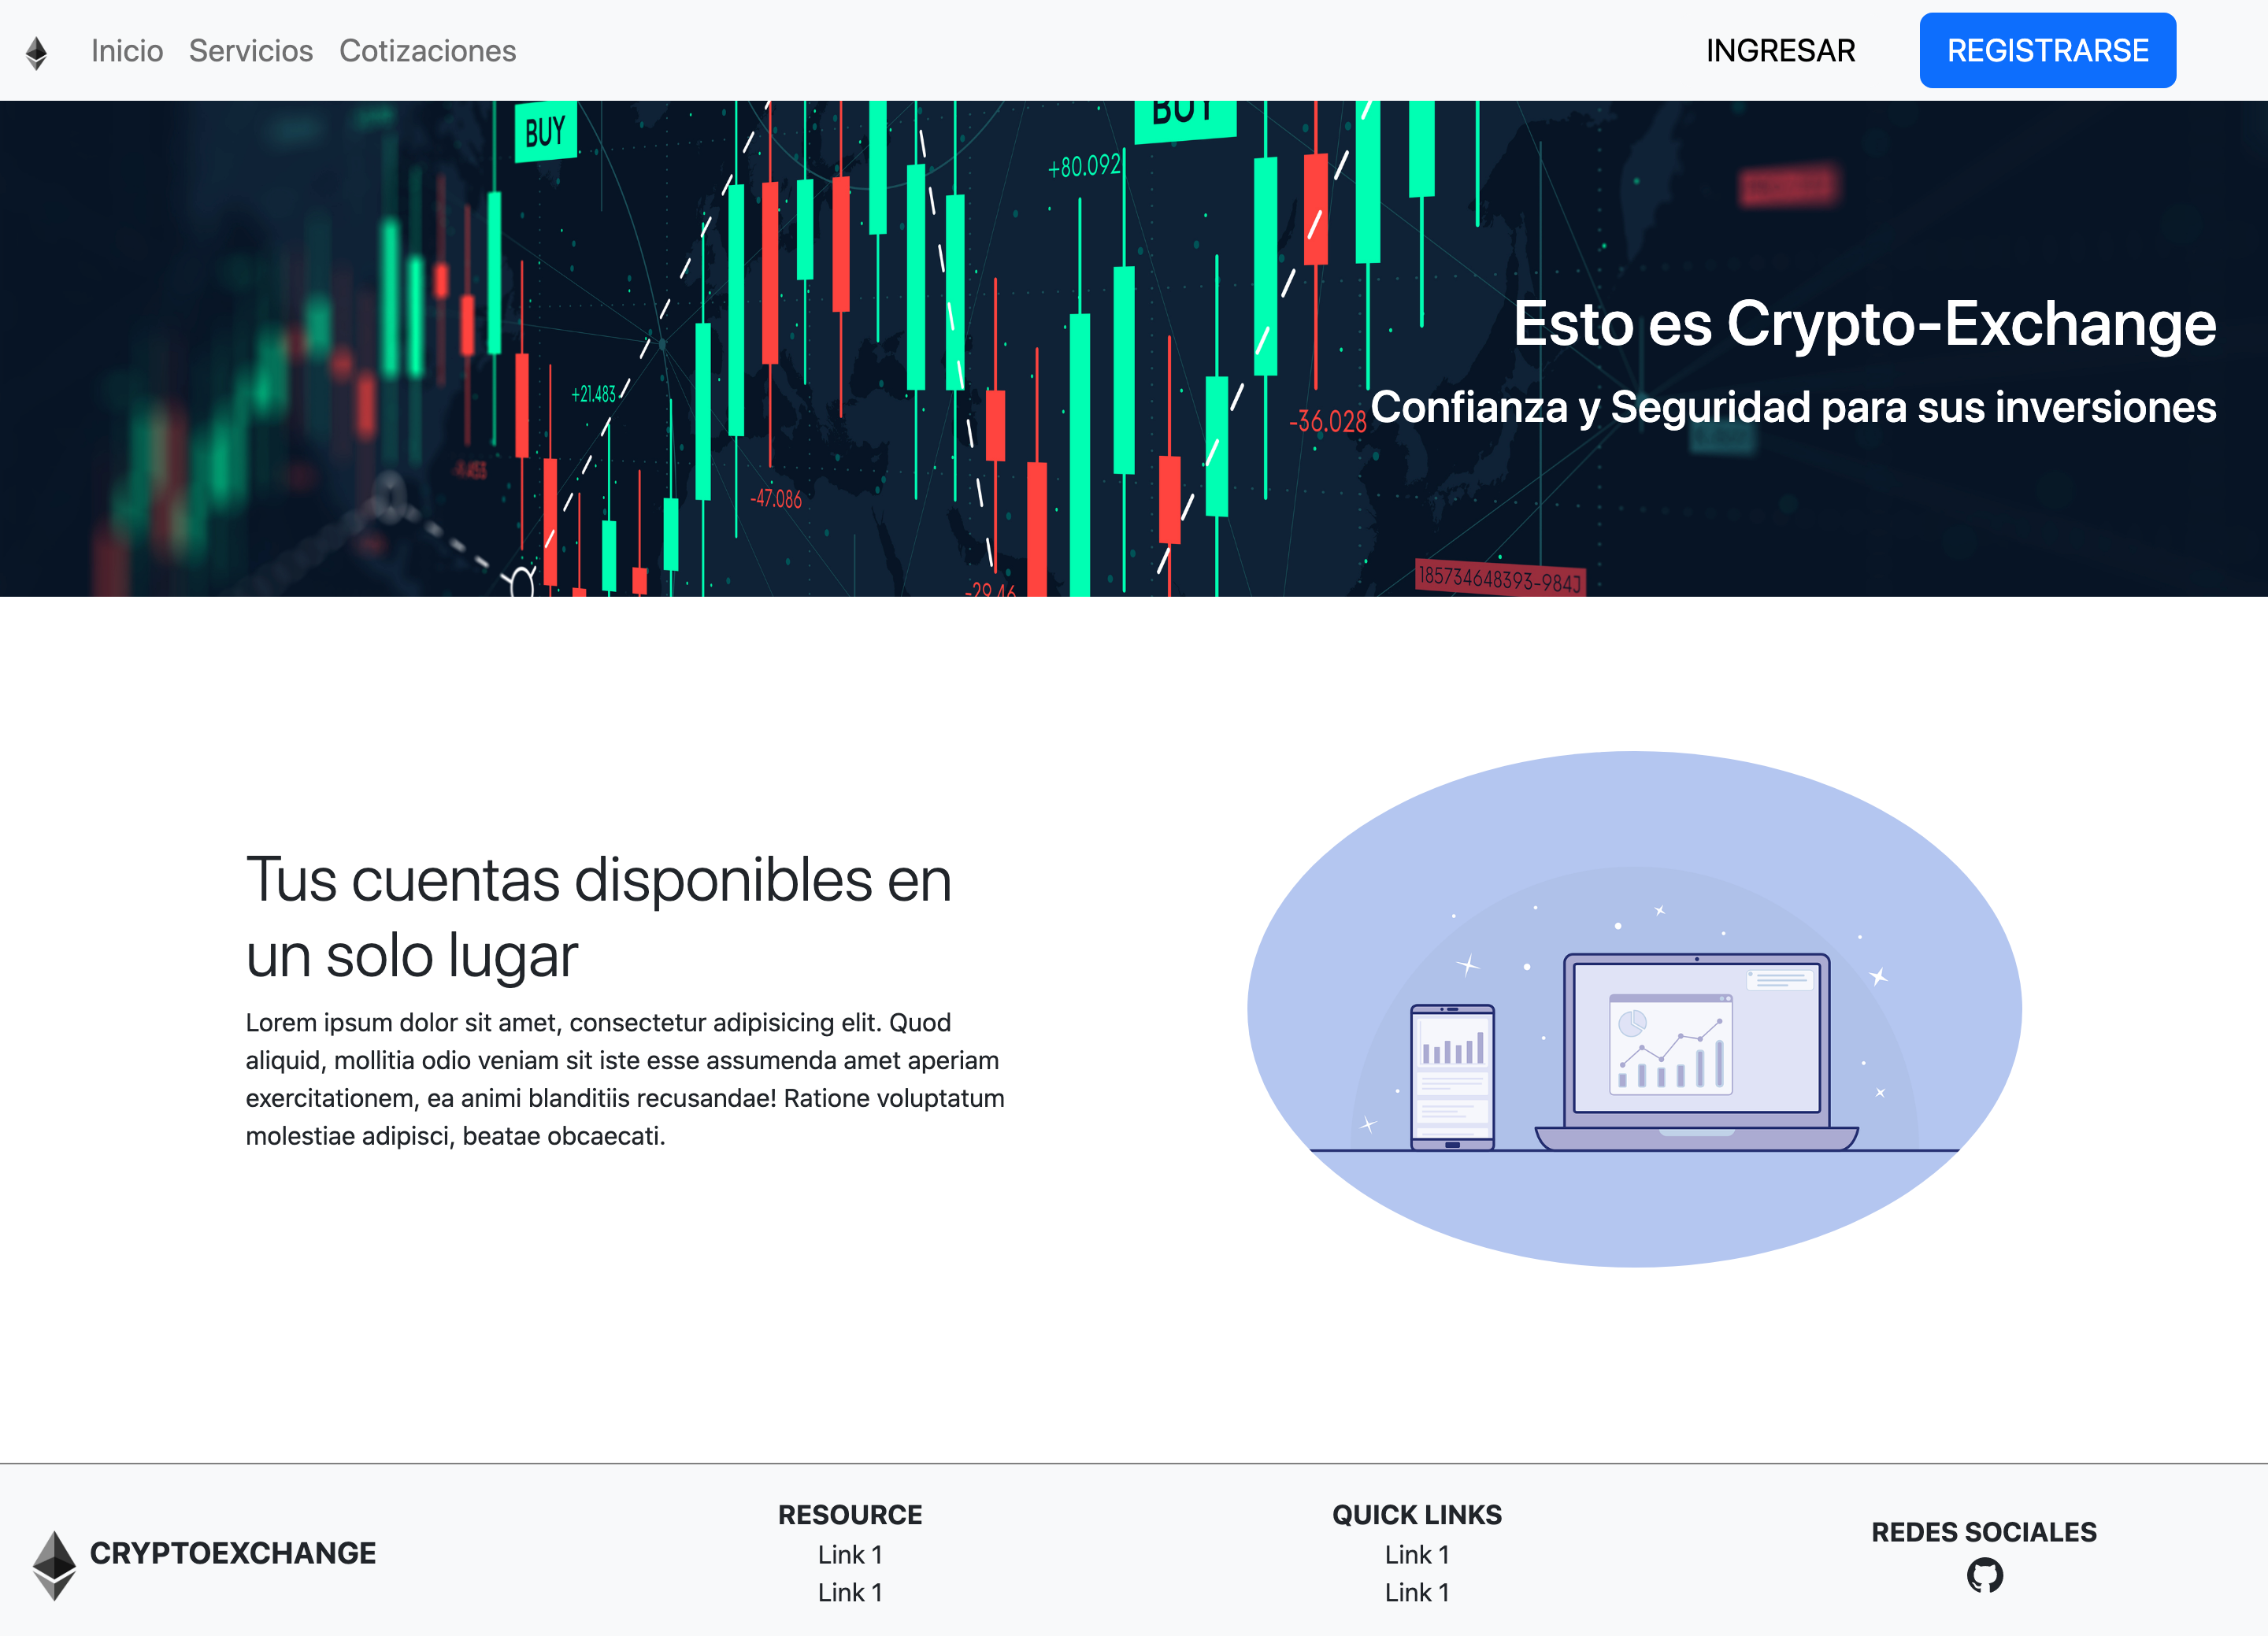 Inicio Servicios Cotizaciones INGRESAR REGISTRARSE
BUY
BUY
+80.092
Esto es Crypto-Exchange
+21.483
-36.028
Confianza y Seguridad para sus inversiones
-47.086
185734648393-984J
-29.46
Tus cuentas disponibles en
un solo lugar
Lorem ipsum dolor sit amet, consectetur adipisicing elit. Quod
aliquid, mollitia odio veniam sit iste esse assumenda amet aperiam
exercitationem, ea animi blanditiis recusandae! Ratione voluptatum
molestiae adipisci, beatae obcaecati.
CRYPTOEXCHANGE
RESOURCE
Link 1
Link 1
QUICK LINKS
Link 1
Link 1
REDES SOCIALES